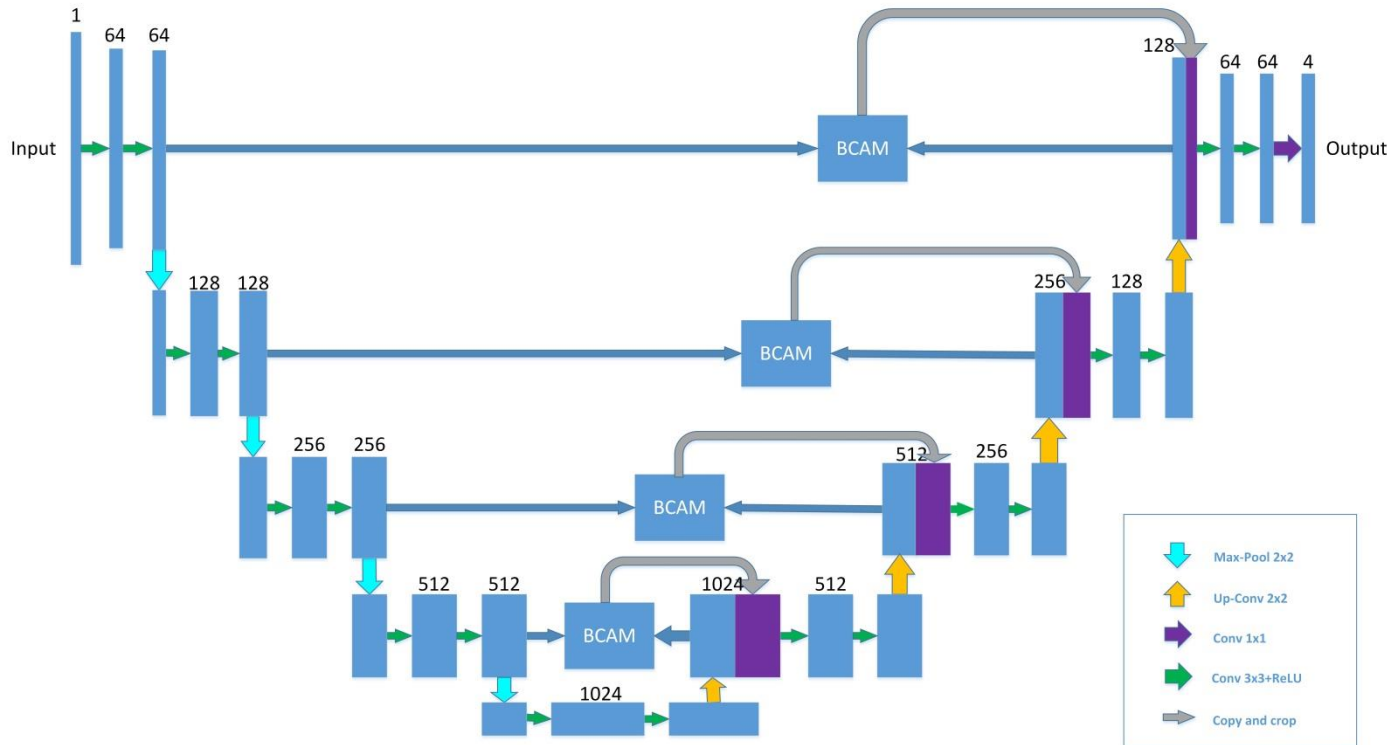 1
64
64
128
64
64
4
Input
BCAM
Output
128
128
BCAM
256
128
256
256
BCAM
512
256
512
512
BCAM
1024
512
1024
Max-Pool 2x2
Up-Conv 2x2
Conv 1x1
Conv 3x3+ReLU
Copy and crop